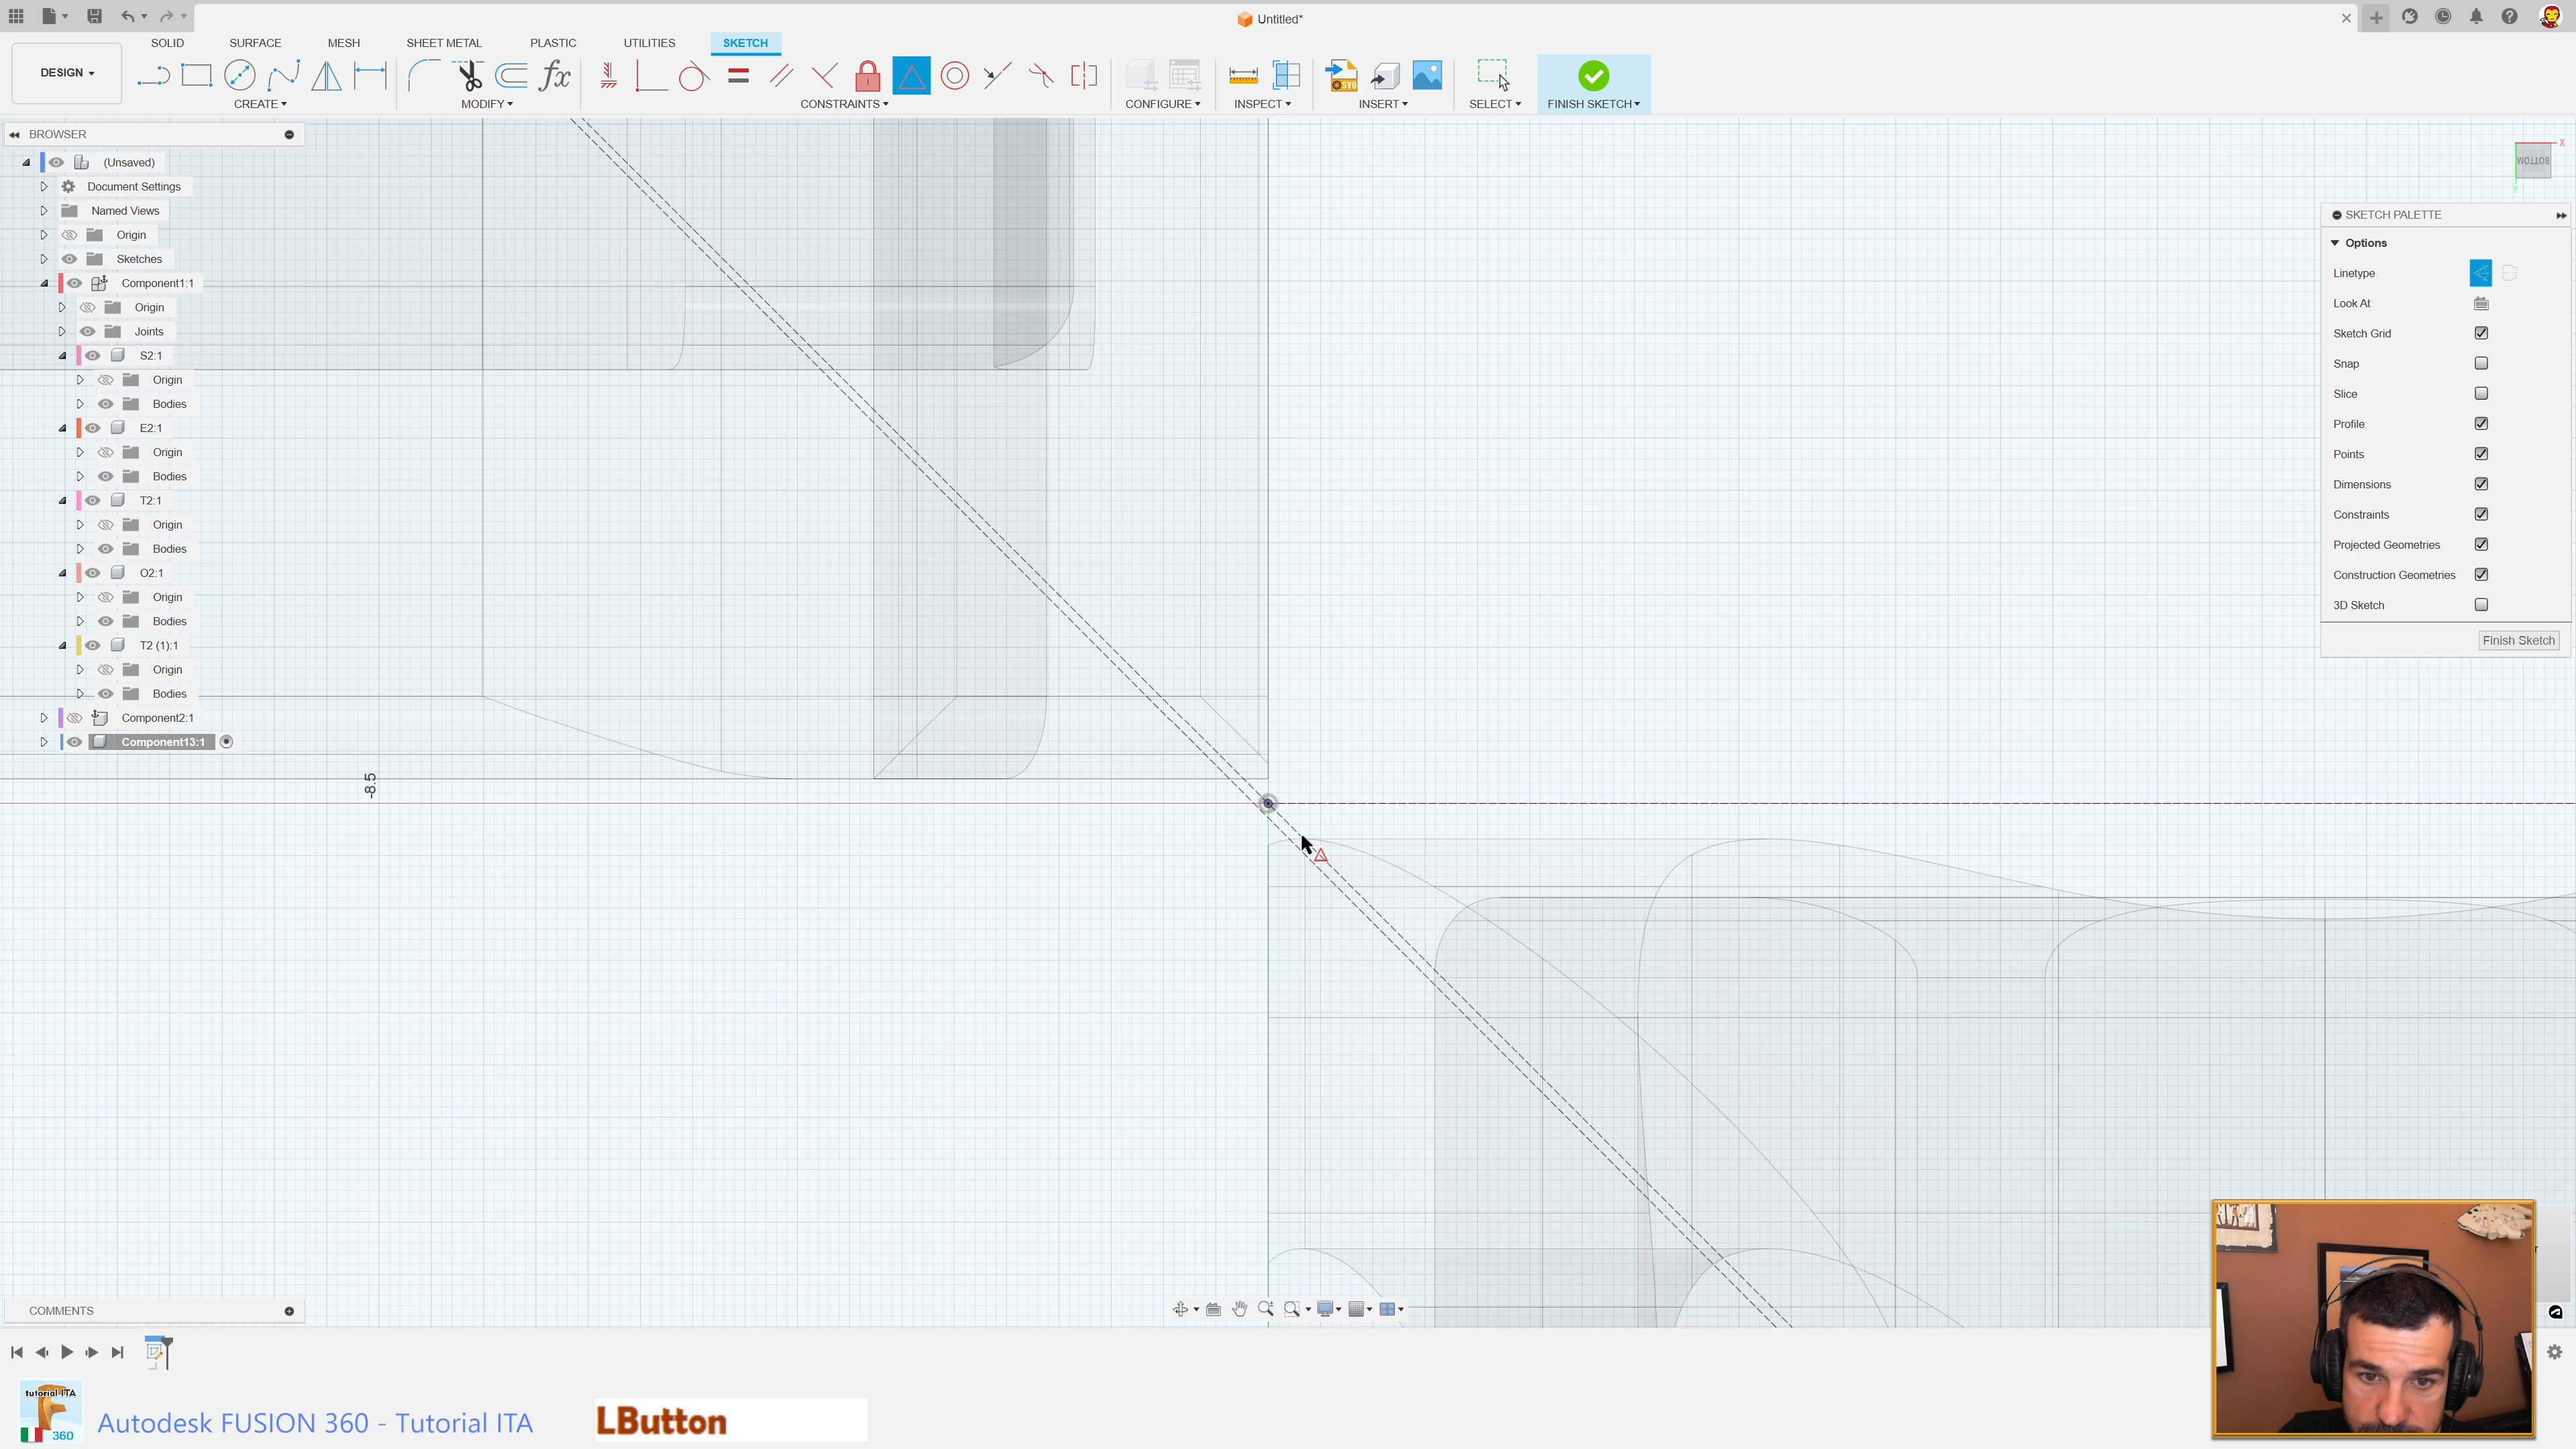 Untitled*
DESIGN
SOLID
SURFACE
MESH
SHEET METAL
PLASTIC
UTILITIES
SKETCH
fx
SVG
CREATE
MODIFY
CONSTRAINTS
CONFIGURE
INSPECT
INSERT
SELECT
FINISH SKETCH
BROWSER
(Unsaved)
Document Settings
Named Views
Origin
Sketches
Component1:1
Origin
Joints
S2:1
Origin
Bodies
E2:1
Origin
Bodies
T2:1
Origin
Bodies
O2:1
Origin
Bodies
T2 (1):1
Origin
Bodies
Component2:1
Component13:1
-8.5
X
BOTTOM
SKETCH PALETTE
Options
Linetype
Look At
Sketch Grid
Snap
Slice
Profile
Points
Dimensions
Constraints
Projected Geometries
Construction Geometries
3D Sketch
Finish Sketch
COMMENTS
tutorial ITA
360
Autodesk FUSION 360 - Tutorial ITA
LButton